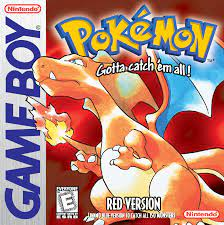 Nintendo
GAME BOY
POKéMON
Gotta catch 'em all!
RED VERSION
E
Nintendo